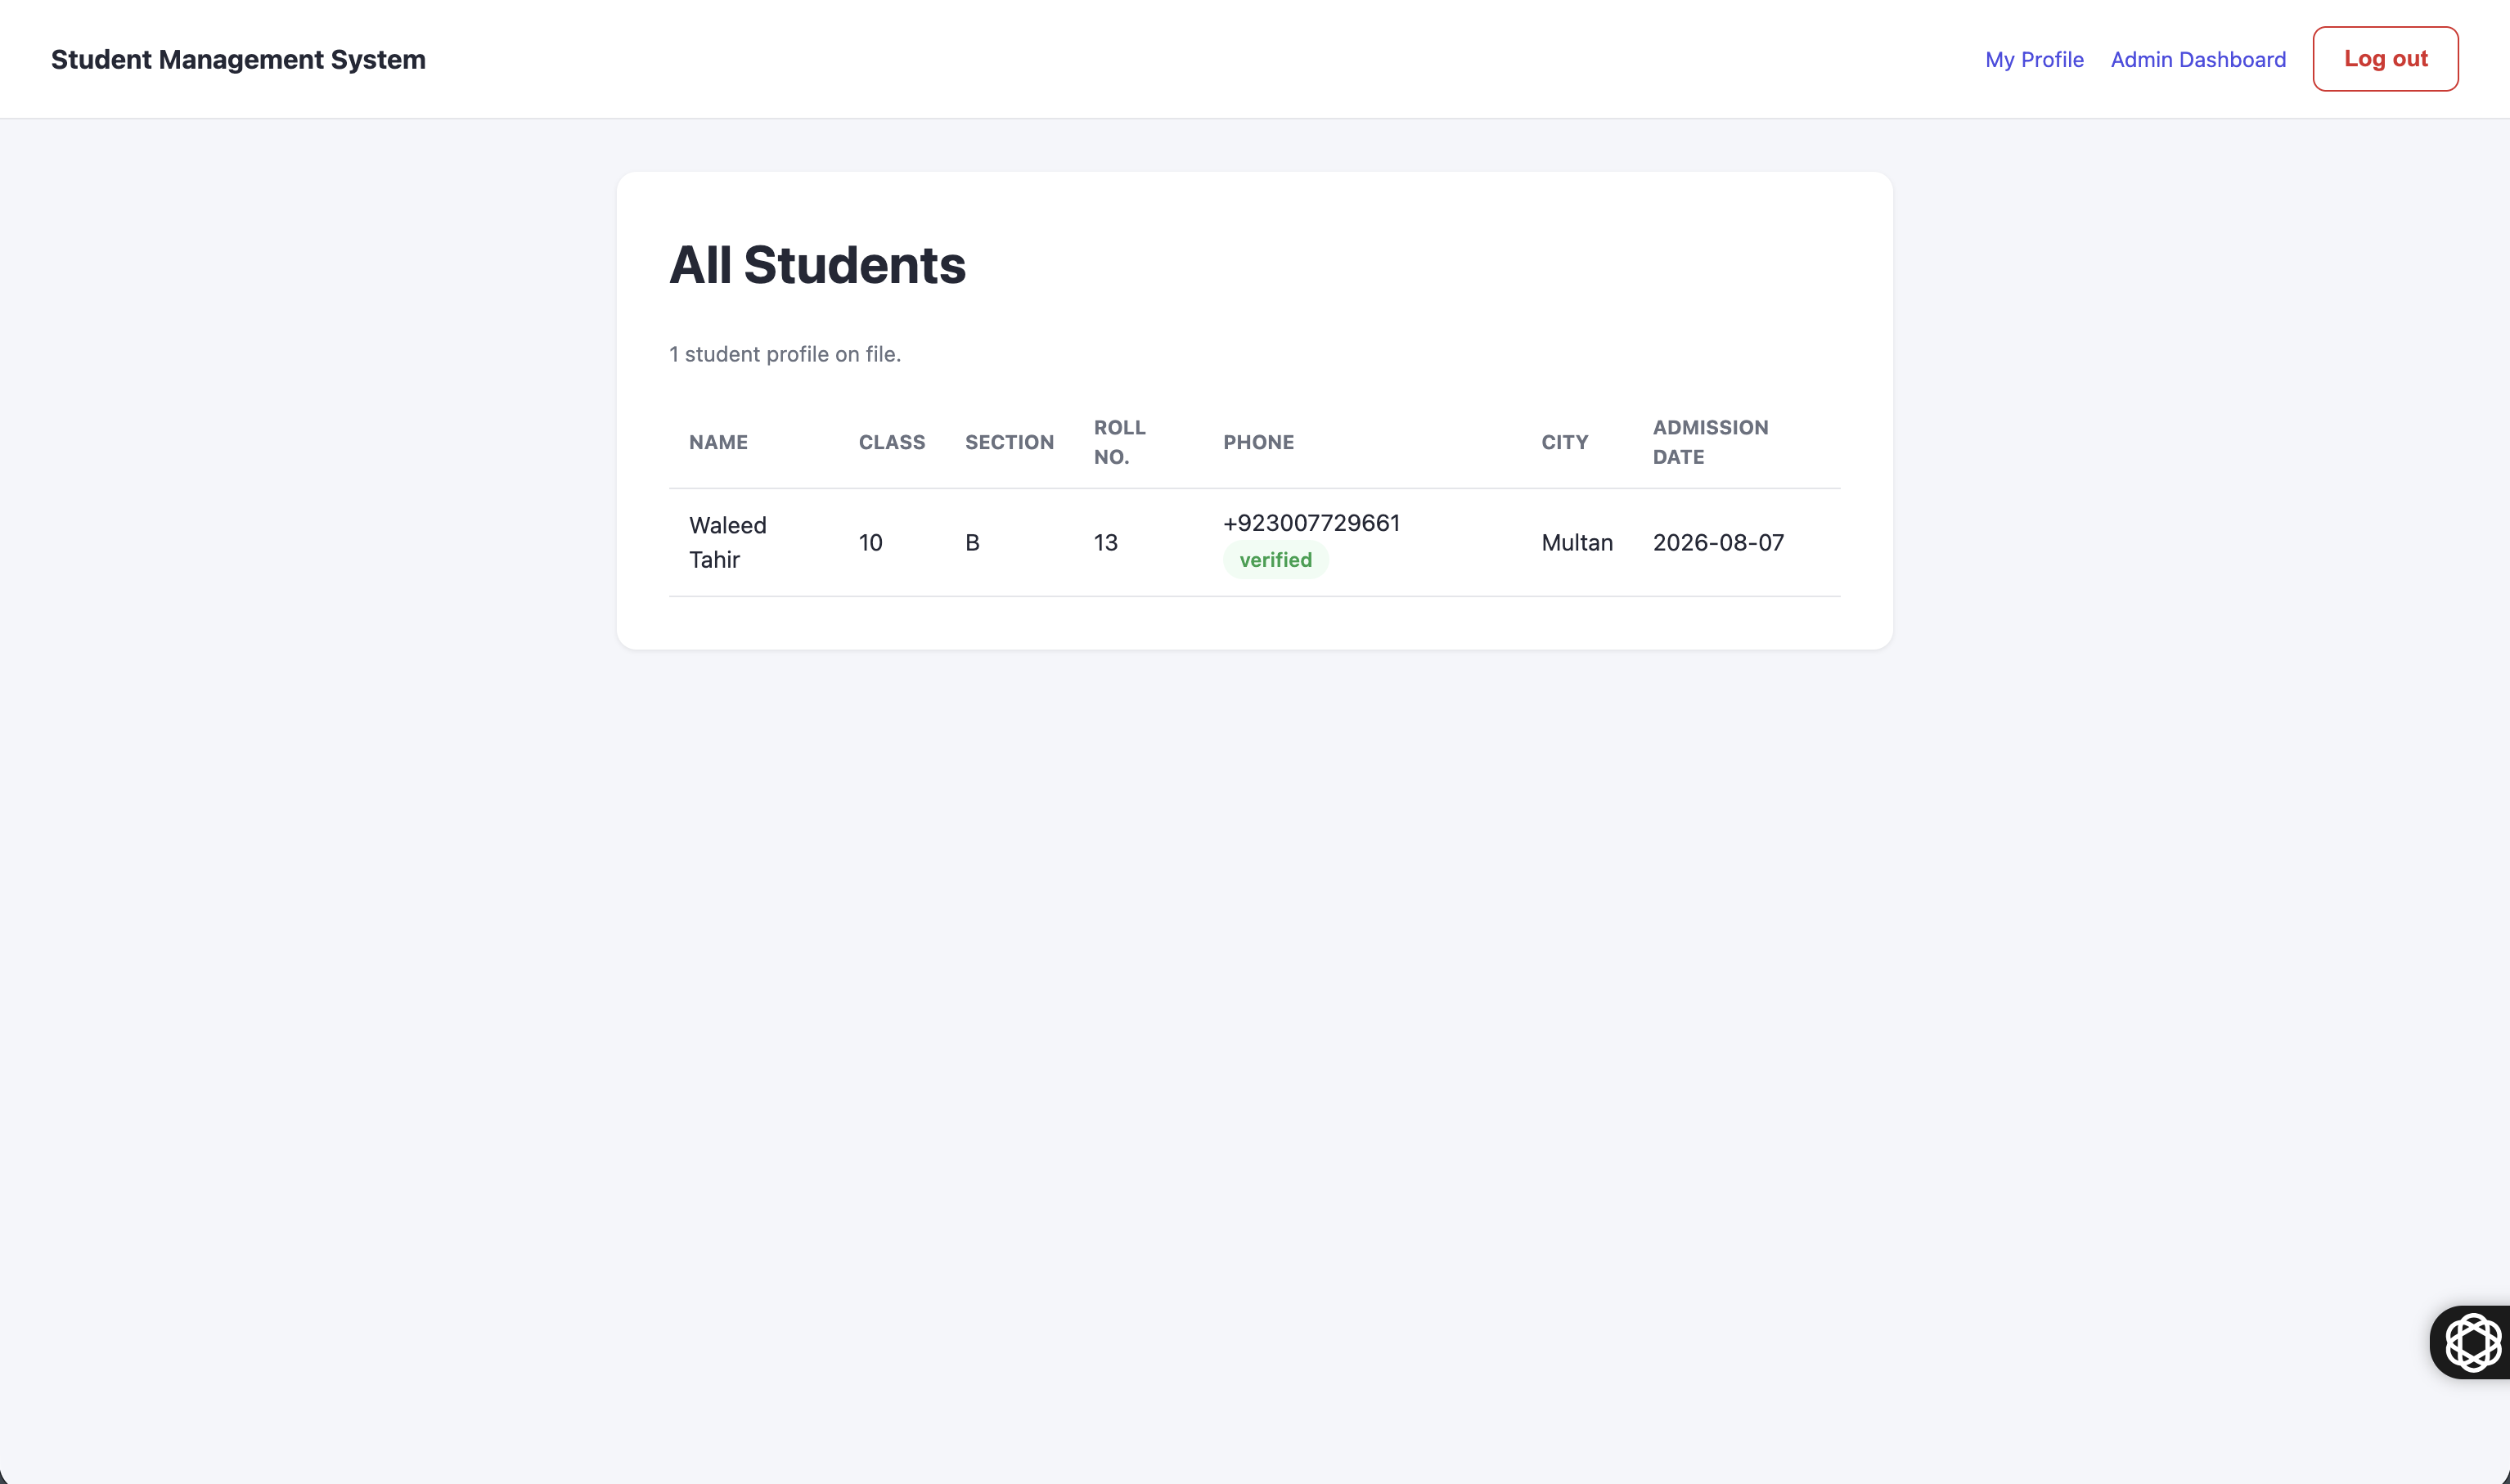 Student Management System
My Profile
Admin Dashboard
Log out
All Students
1 student profile on file.
NAME
CLASS
SECTION
ROLL
NO.
PHONE
CITY
ADMISSION
DATE
Waleed
Tahir
10
B
13
+923007729661
verified
Multan
2026-08-07